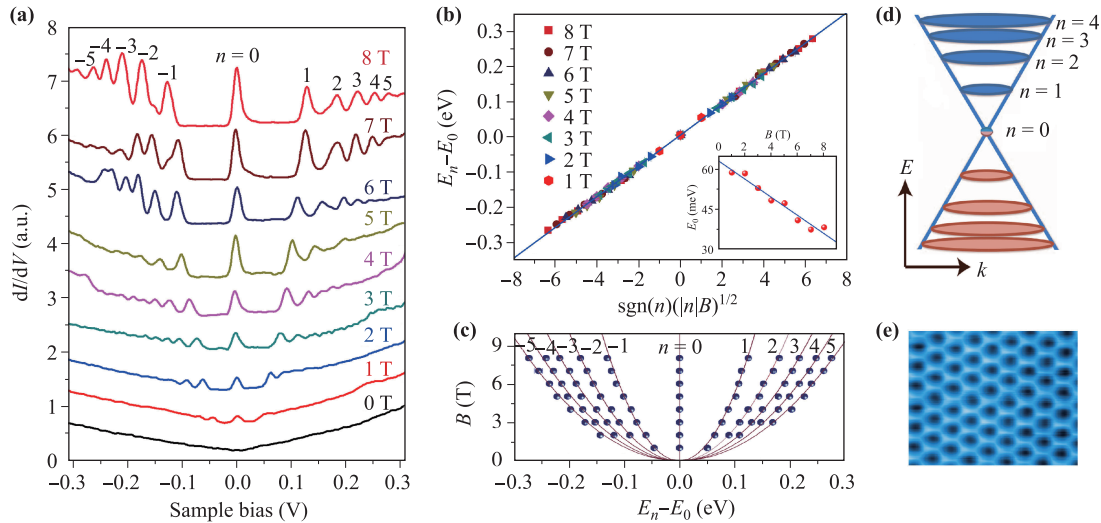 (a)
8
7
6
5
4
3
2
1
0
dI/dV (a.u.)
−5 −4 −3 −2 −1 n = 0 1 2 3 4 5
8 T
7 T
6 T
5 T
4 T
3 T
2 T
1 T
0 T
−0.3 −0.2 −0.1 0.0 0.1 0.2 0.3
Sample bias (V)
(b)
0.3
0.2
0.1
0.0
−0.1
−0.2
−0.3
En−E0 (eV)
8 T
7 T
6 T
5 T
4 T
3 T
2 T
1 T
B (T)
0 2 4 6 8
60
45
30
E0 (meV)
−8 −6 −4 −2 0 2 4 6 8
sgn(n)(|n|B)1/2
(c)
9
6
3
0
B (T)
−5 −4 −3 −2 −1 n = 0 1 2 3 4 5
−0.3 −0.2 −0.1 0.0 0.1 0.2 0.3
En−E0 (eV)
(d)
n = 4
n = 3
n = 2
n = 1
n = 0
E
k
(e)